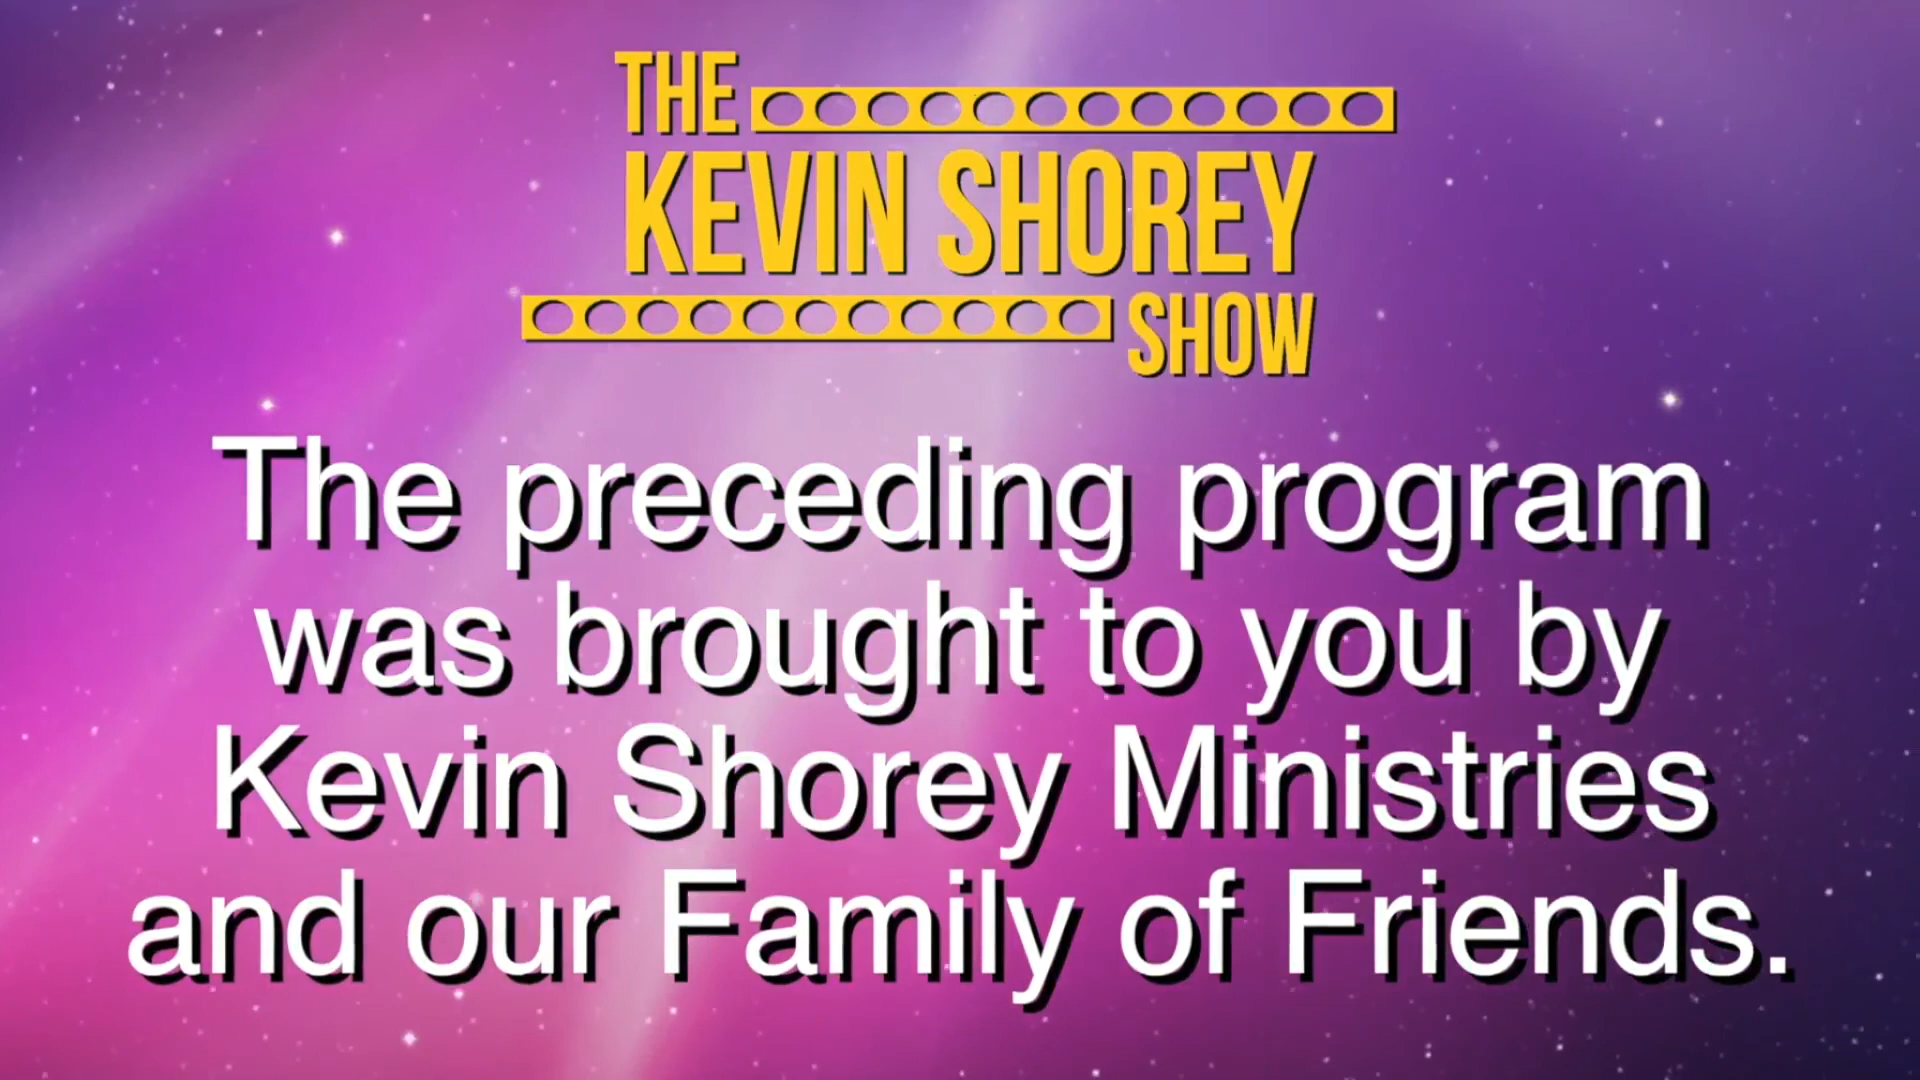 THE
KEVIN SHOREY
SHOW
The preceding program
was brought to you by
Kevin Shorey Ministries
and our Family of Friends.